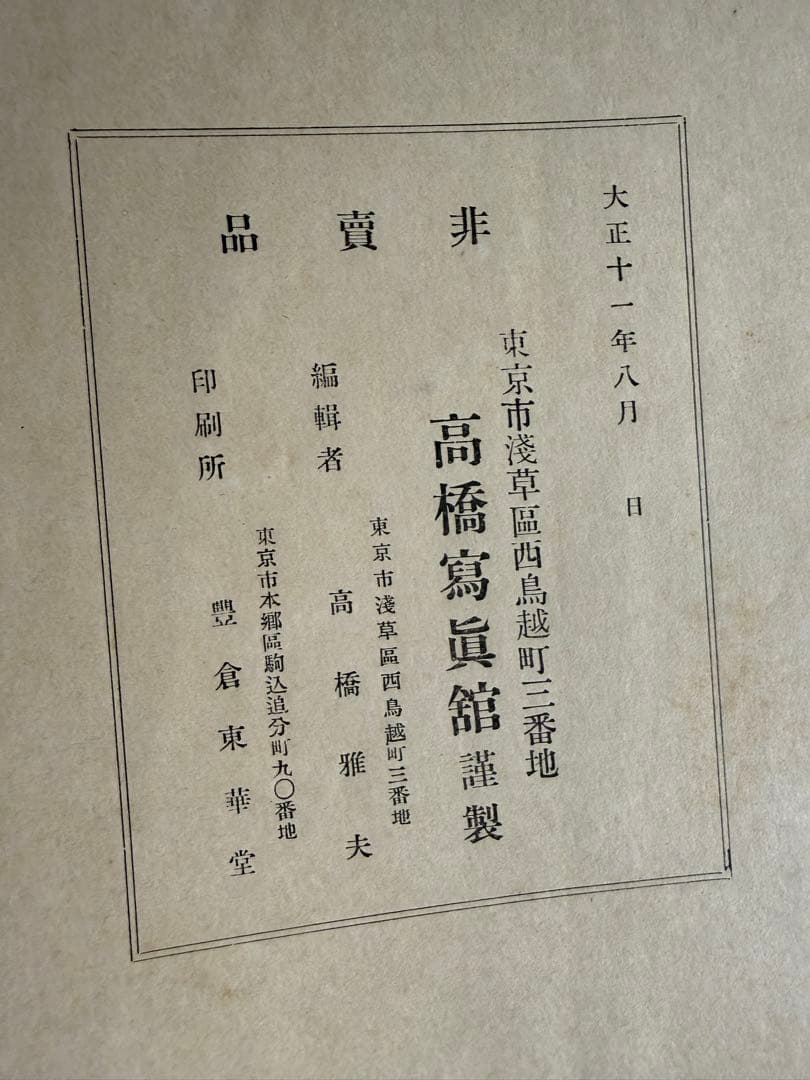 大正十一年八月　日
非賣品
東京市淺草區西鳥越町三番地
高橋寫眞舘謹製
編輯者
東京市淺草區西鳥越町三番地
高橋雅夫
印刷所
東京市本鄕區駒込追分町九〇番地
豐倉東華堂